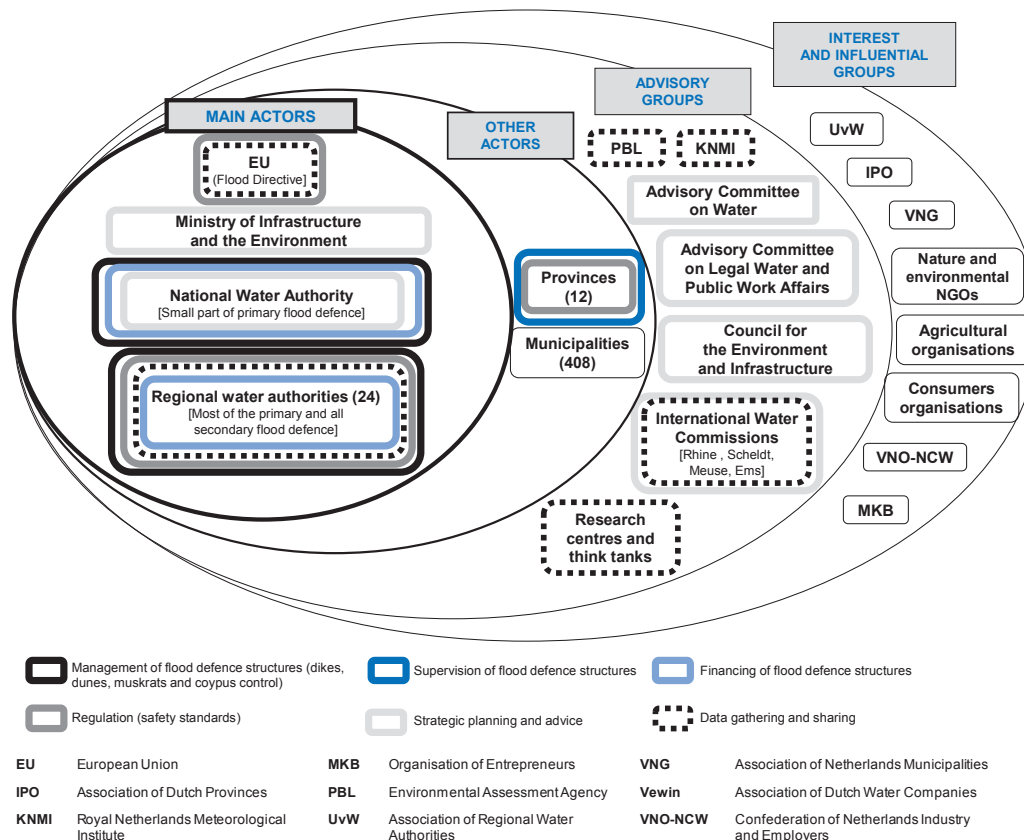 INTEREST
AND INFLUENTIAL
GROUPS
ADVISORY
GROUPS
MAIN ACTORS
OTHER
ACTORS
UvW
PBL
KNMI
EU
(Flood Directive]
IPO
Advisory Committee
on Water
VNG
Ministry of Infrastructure
and the Environment
Advisory Committee
on Legal Water and
Public Work Affairs
Nature and
environmental
NGOs
Provinces
(12)
National Water Authority
[Small part of primary flood defence]
Agricultural
organisations
Municipalities
(408)
Council for
the Environment
and Infrastructure
Consumers
organisations
Regional water authorities (24)
[Most of the primary and all
secondary flood defence]
International Water
Commissions
[Rhine , Scheldt,
Meuse, Ems]
VNO-NCW
MKB
Research
centres and
think tanks
Management of flood defence structures (dikes,
dunes, muskrats and coypus control)
Supervision of flood defence structures
Financing of flood defence structures
Regulation (safety standards)
Strategic planning and advice
Data gathering and sharing
EU European Union
MKB Organisation of Entrepreneurs
VNG Association of Netherlands Municipalities
IPO Association of Dutch Provinces
PBL Environmental Assessment Agency
Vewin Association of Dutch Water Companies
KNMI Royal Netherlands Meteorological
Institute
UvW Association of Regional Water
Authorities
VNO-NCW Confederation of Netherlands Industry
and Employers